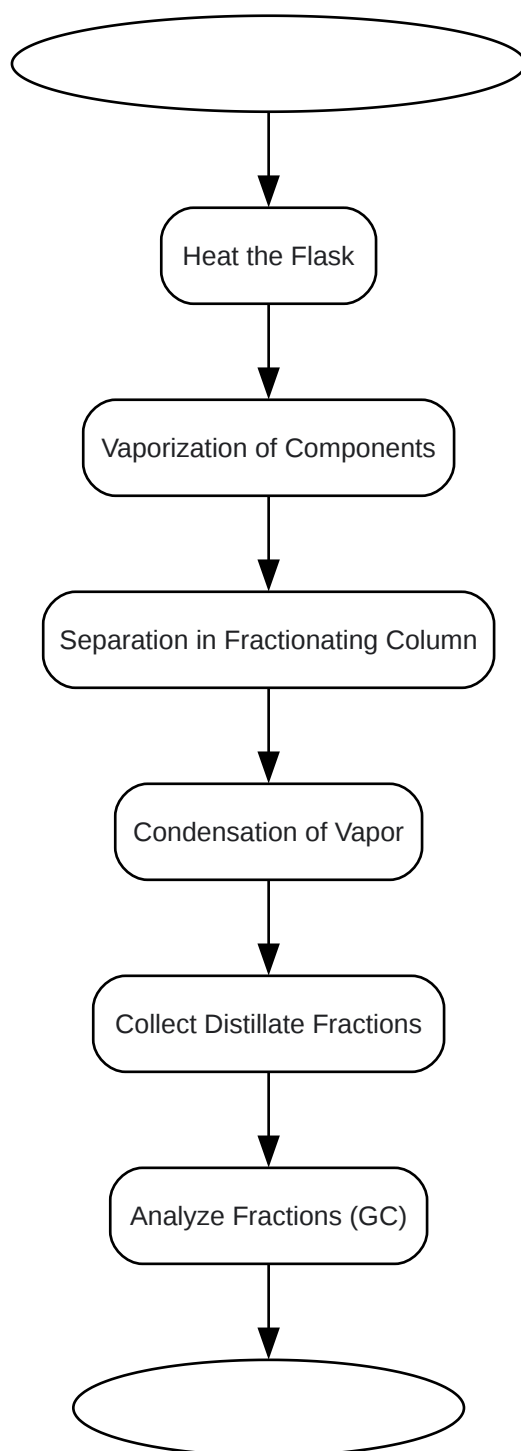 Heat the Flask
Vaporization of Components
Separation in Fractionating Column
Condensation of Vapor
Collect Distillate Fractions
Analyze Fractions (GC)